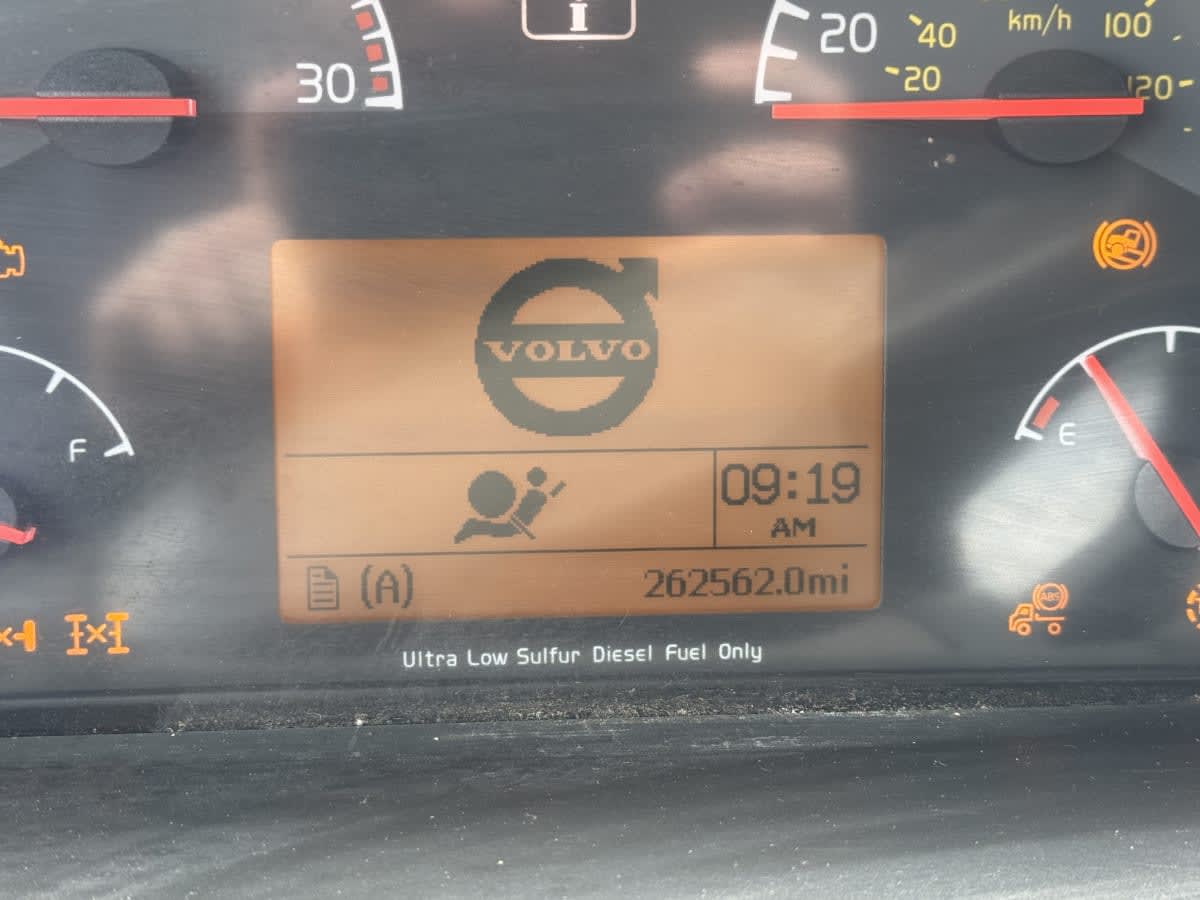 30
i
20
40
km/h
100
20
120
VOLVO
F
E
09:19
AM
ABS
(A)
262562.0mi
Ultra Low Sulfur Diesel Fuel Only